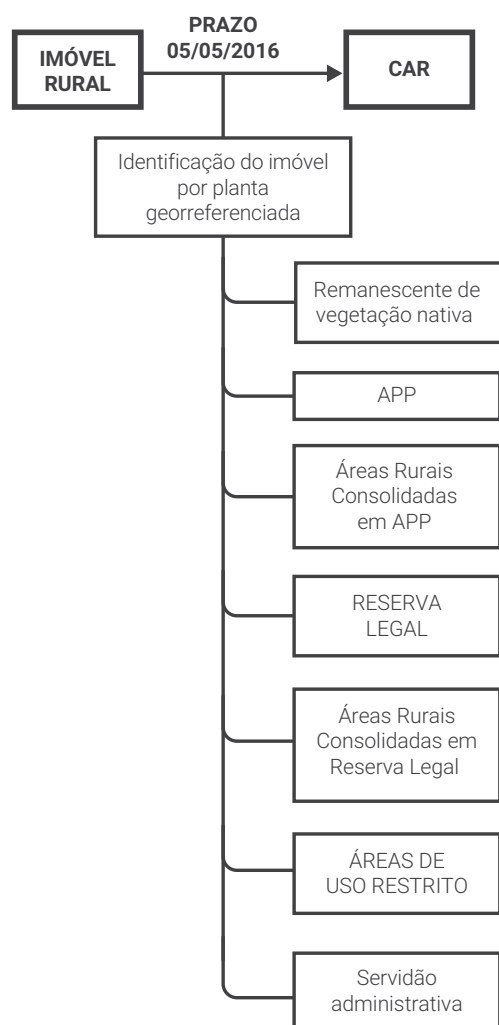 IMÓVEL
RURAL
PRAZO
05/05/2016
CAR
Identificação do imóvel
por planta
georreferenciada
Remanescente de
vegetação nativa
APP
Áreas Rurais
Consolidadas
em APP
RESERVA
LEGAL
Áreas Rurais
Consolidadas em
Reserva Legal
ÁREAS DE
USO RESTRITO
Servidão
administrativa